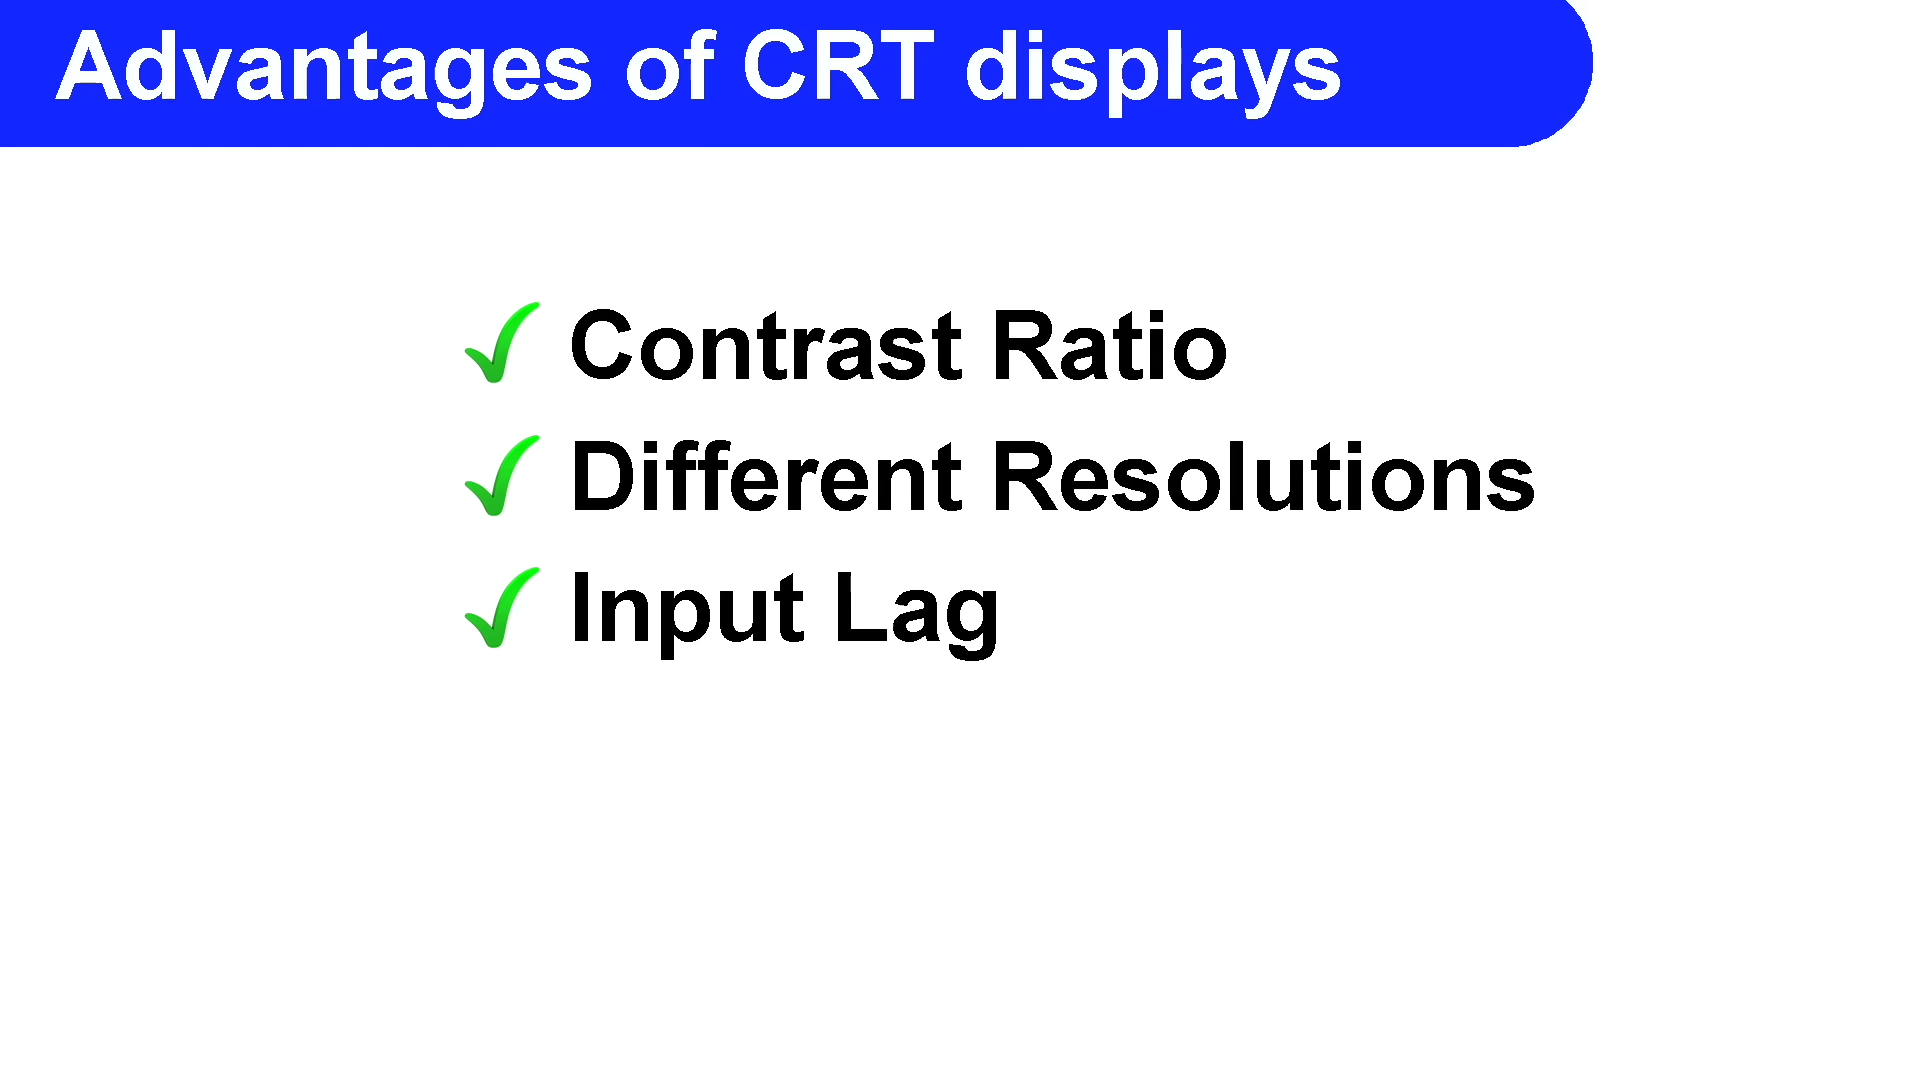 Advantages of CRT displays
Contrast Ratio
Different Resolutions
Input Lag